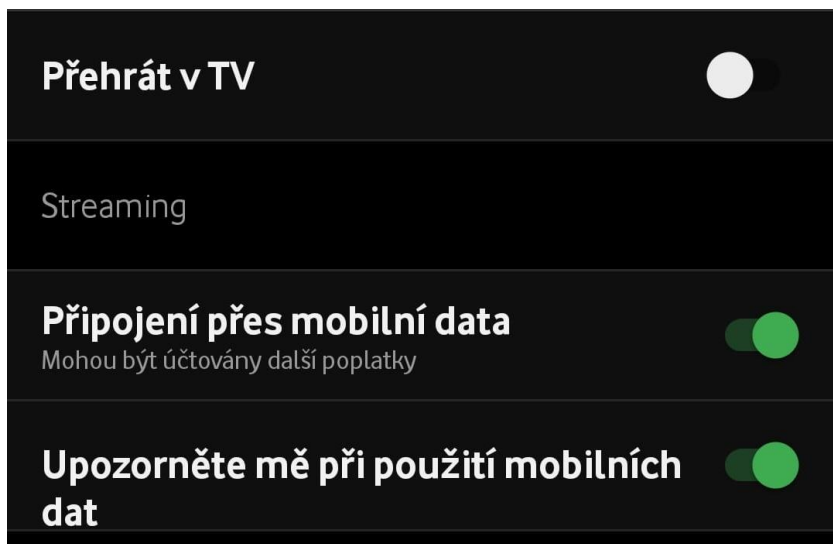 Přehrát v TV
Streaming
Připojení přes mobilní data
Mohou být účtovány další poplatky
Upozorněte mě při použití mobilních
dat